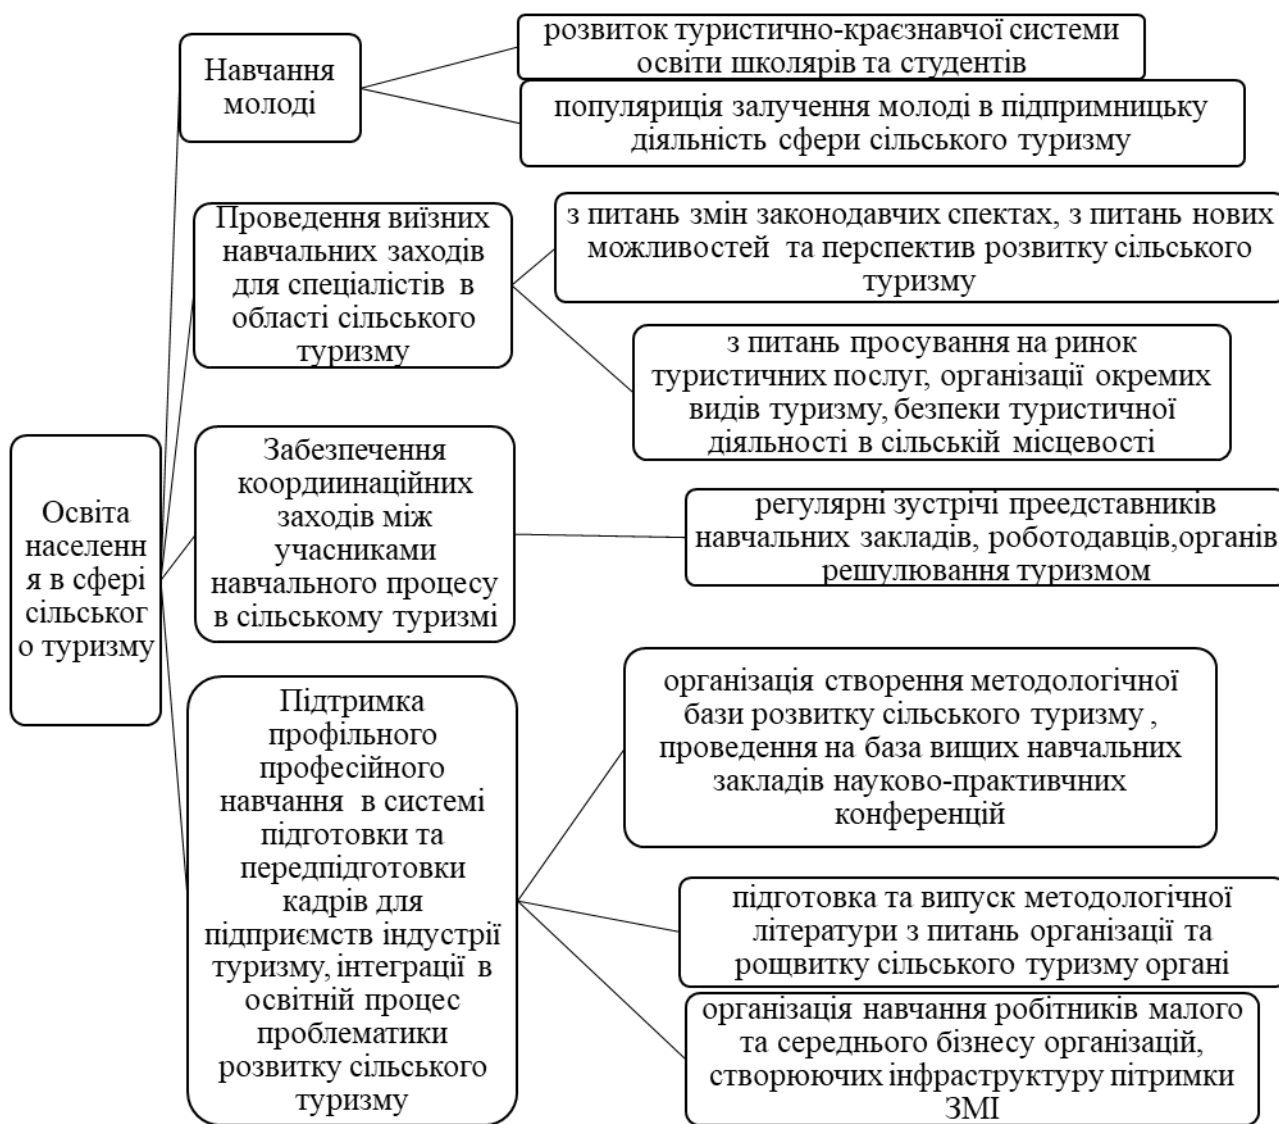 Освіта
населенн
я в сфері
сільськог
о туризму
Навчання
молоді
розвиток туристично-краєзнавчої системи
освіти школярів та студентів
популяриція залучення молоді в підпримницьку
діяльність сфери сільського туризму
Проведення виїзних
навчальних заходів
для спеціалістів в
області сільського
туризму
з питань змін законодавчих спектах, з питань нових
можливостей та перспектив розвитку сільського
туризму
з питань просування на ринок
туристичних послуг, організації окремих
видів туризму, безпеки туристичної
діяльності в сільській місцевості
Забезпечення
координнаційних
заходів між
учасниками
навчального процесу
в сільському туризмі
регулярні зустрічі преедставників
навчальних закладів, роботодавців,органів
решулювання туризмом
Підтримка
профільного
професійного
навчання в системі
підготовки та
передпідготовки
кадрів для
підприємств індустрії
туризму, інтеграції в
освітній процес
проблематики
розвитку сільського
туризму
організація створення методологічної
бази розвитку сільського туризму ,
проведення на база вищих навчальних
закладів науково-практивчних
конференцій
підготовка та випуск методологічної
літератури з питань організації та
рощвитку сільського туризму органі
організація навчання робітників малого
та середнього бізнесу організацій,
створюючих інфраструктуру пітримки
ЗМІ